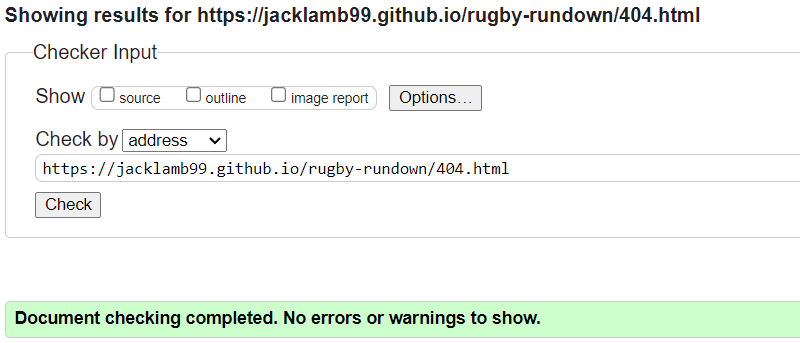 Showing results for https://jacklamb99.github.io/rugby-rundown/404.html
Checker Input
Show source outline image report Options...
Check by address
https://jacklamb99.github.io/rugby-rundown/404.html
Check
Document checking completed. No errors or warnings to show.